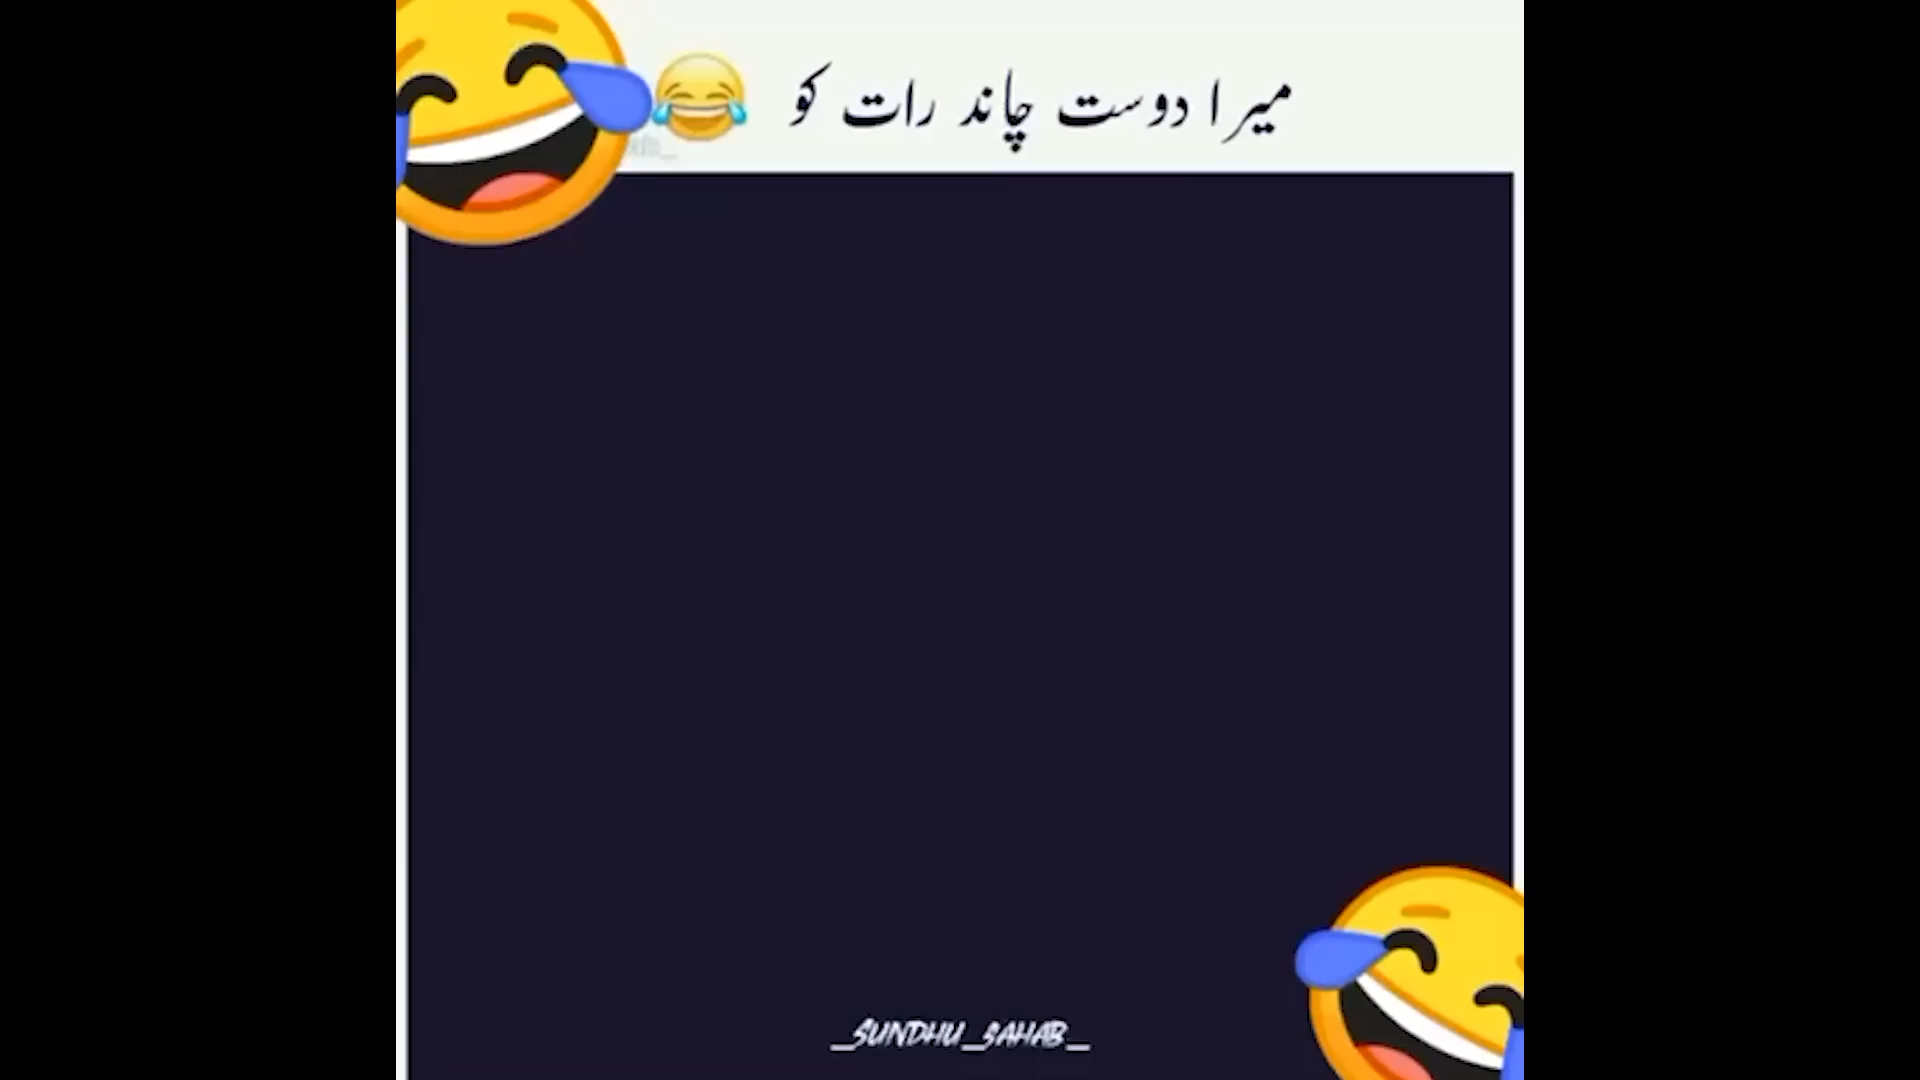 میرا دوست چاند رات کو 😂
_SUNDHU_SAHAB_